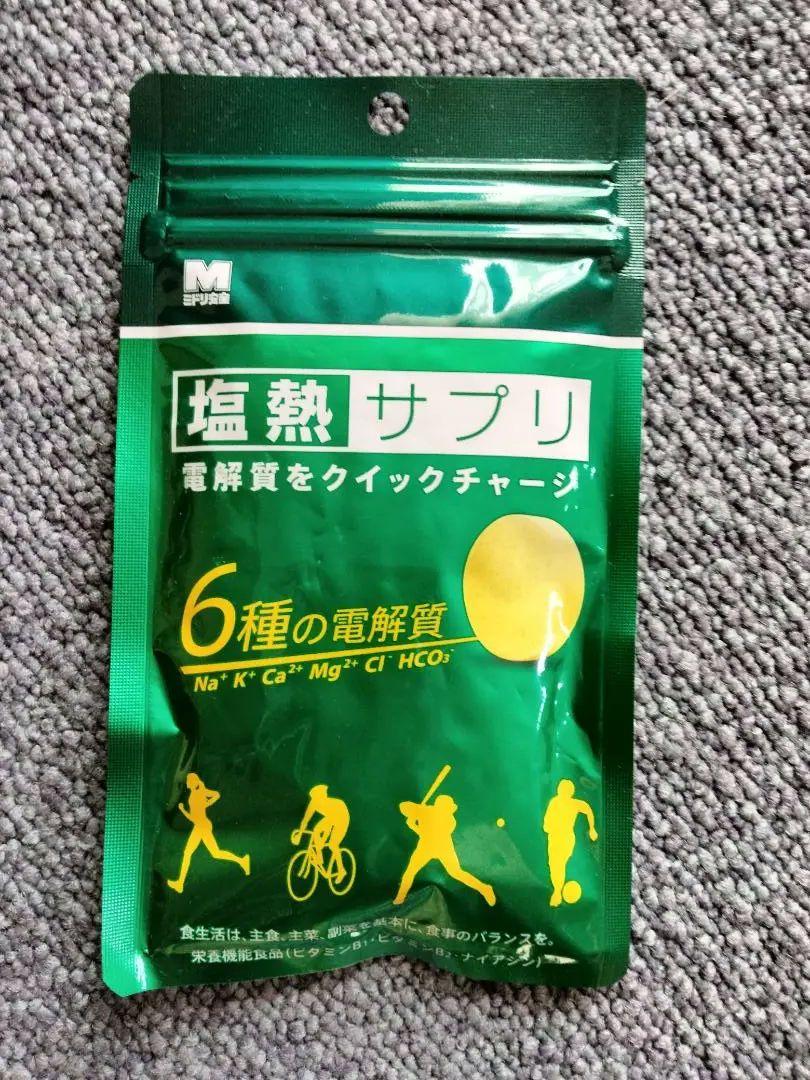 M
ミドリ安全
塩熱サプリ
電解質をクイックチャージ
6種の電解質
Na⁺ K⁺ Ca²⁺ Mg²⁺ Cl⁻ HCO₃⁻
食生活は、主食、主菜、副菜を基本に、食事のバランスを。
栄養機能食品(ビタミンB₁・ビタミンB₂・ナイアシン)